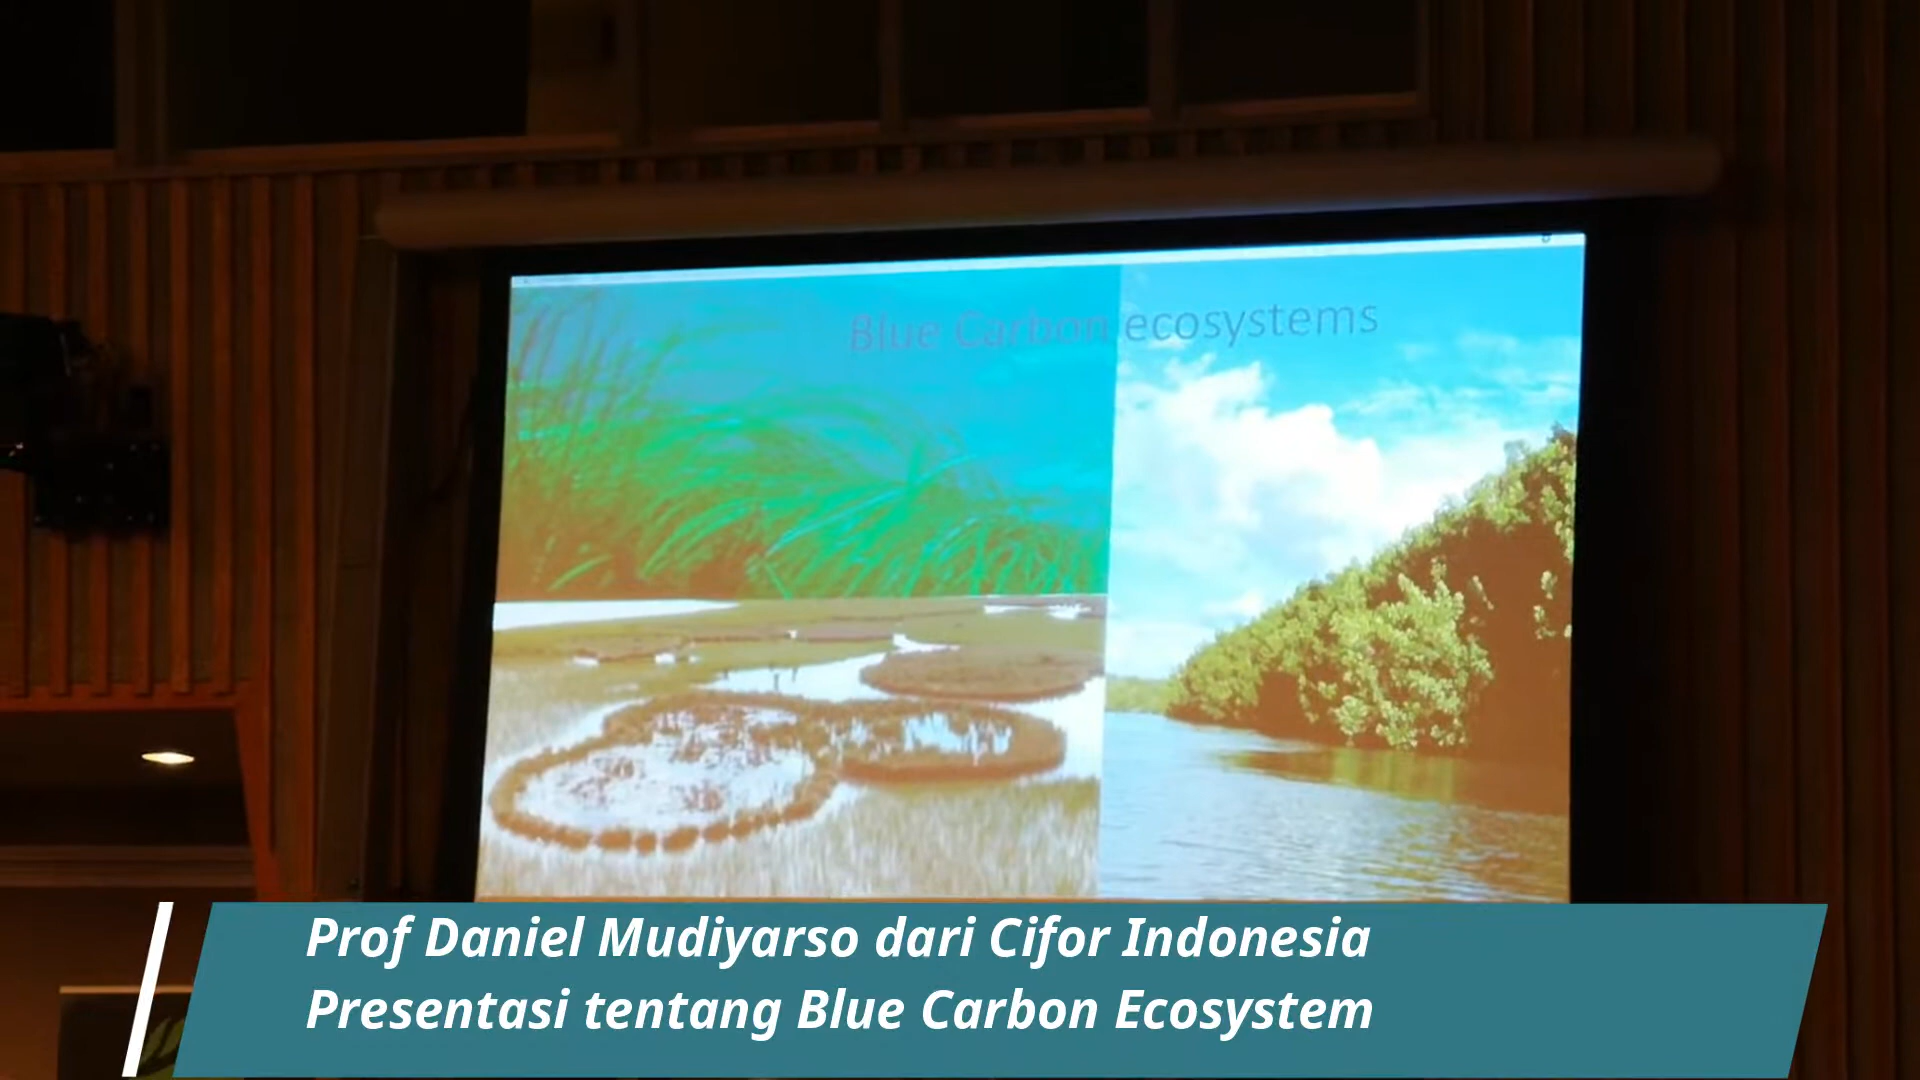 Blue Carbon ecosystems
Prof Daniel Mudiyarso dari Cifor Indonesia
Presentasi tentang Blue Carbon Ecosystem